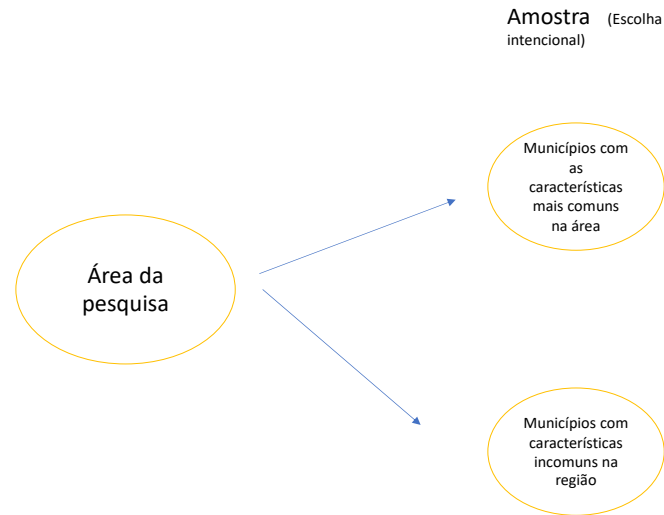 Amostra (Escolha
intencional)
Municípios com
as
características
mais comuns
na área
Área da
pesquisa
Municípios com
características
incomuns na
região